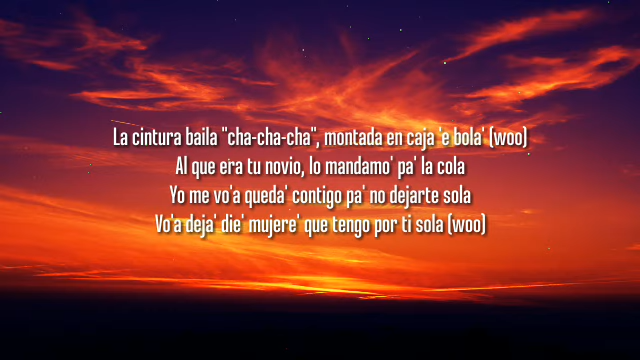 La cintura baila "cha-cha-cha", montada en caja 'e bola' (woo)
Al que era tu novio, lo mandamo' pa' la cola
Yo me vo'a queda' contigo pa' no dejarte sola
Vo'a deja' die' mujere' que tengo por ti sola (woo)